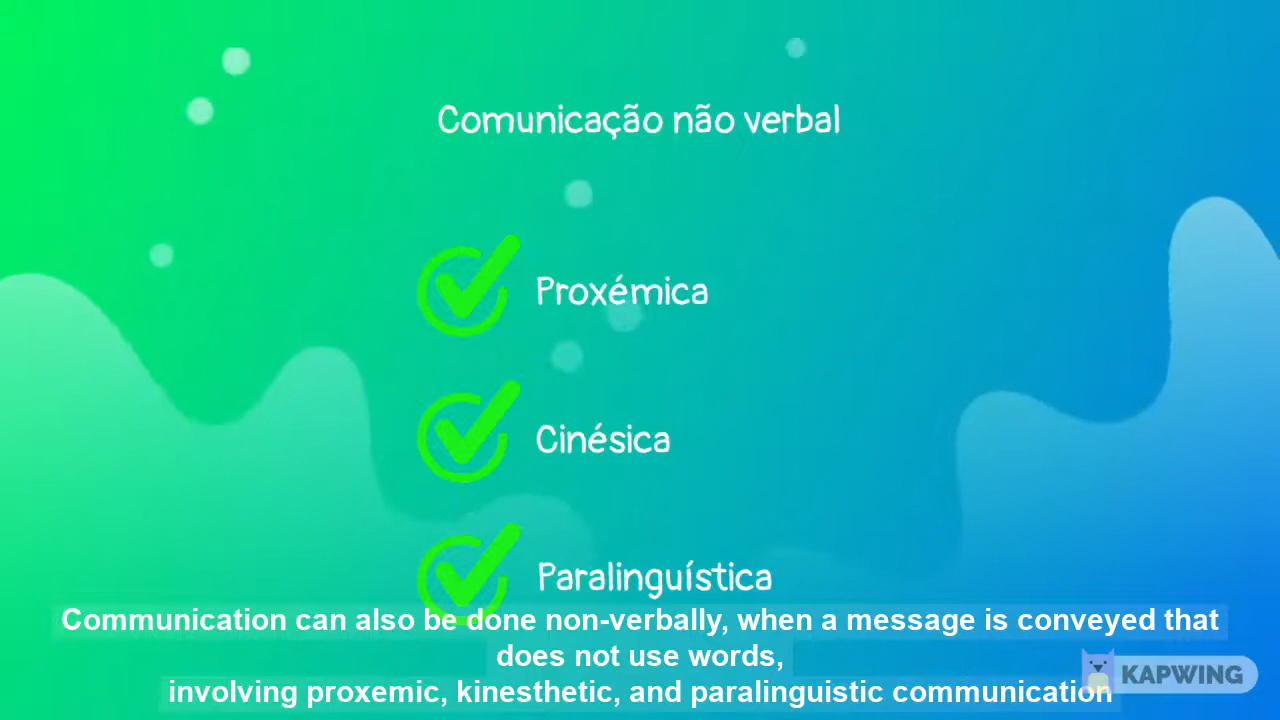 Comunicação não verbal
Proxémica
Cinésica
Paralinguística
Communication can also be done non-verbally, when a message is conveyed that
does not use words,
involving proxemic, kinesthetic, and paralinguistic communication
KAPWING